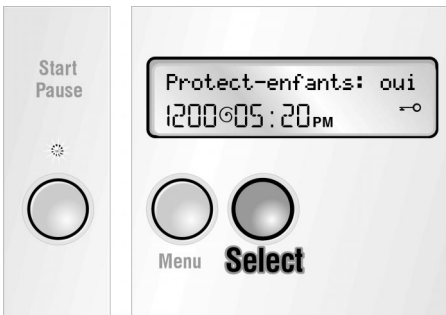 Start
Pause
Protect-enfants: oui
1200 05:20PM
Menu
Select